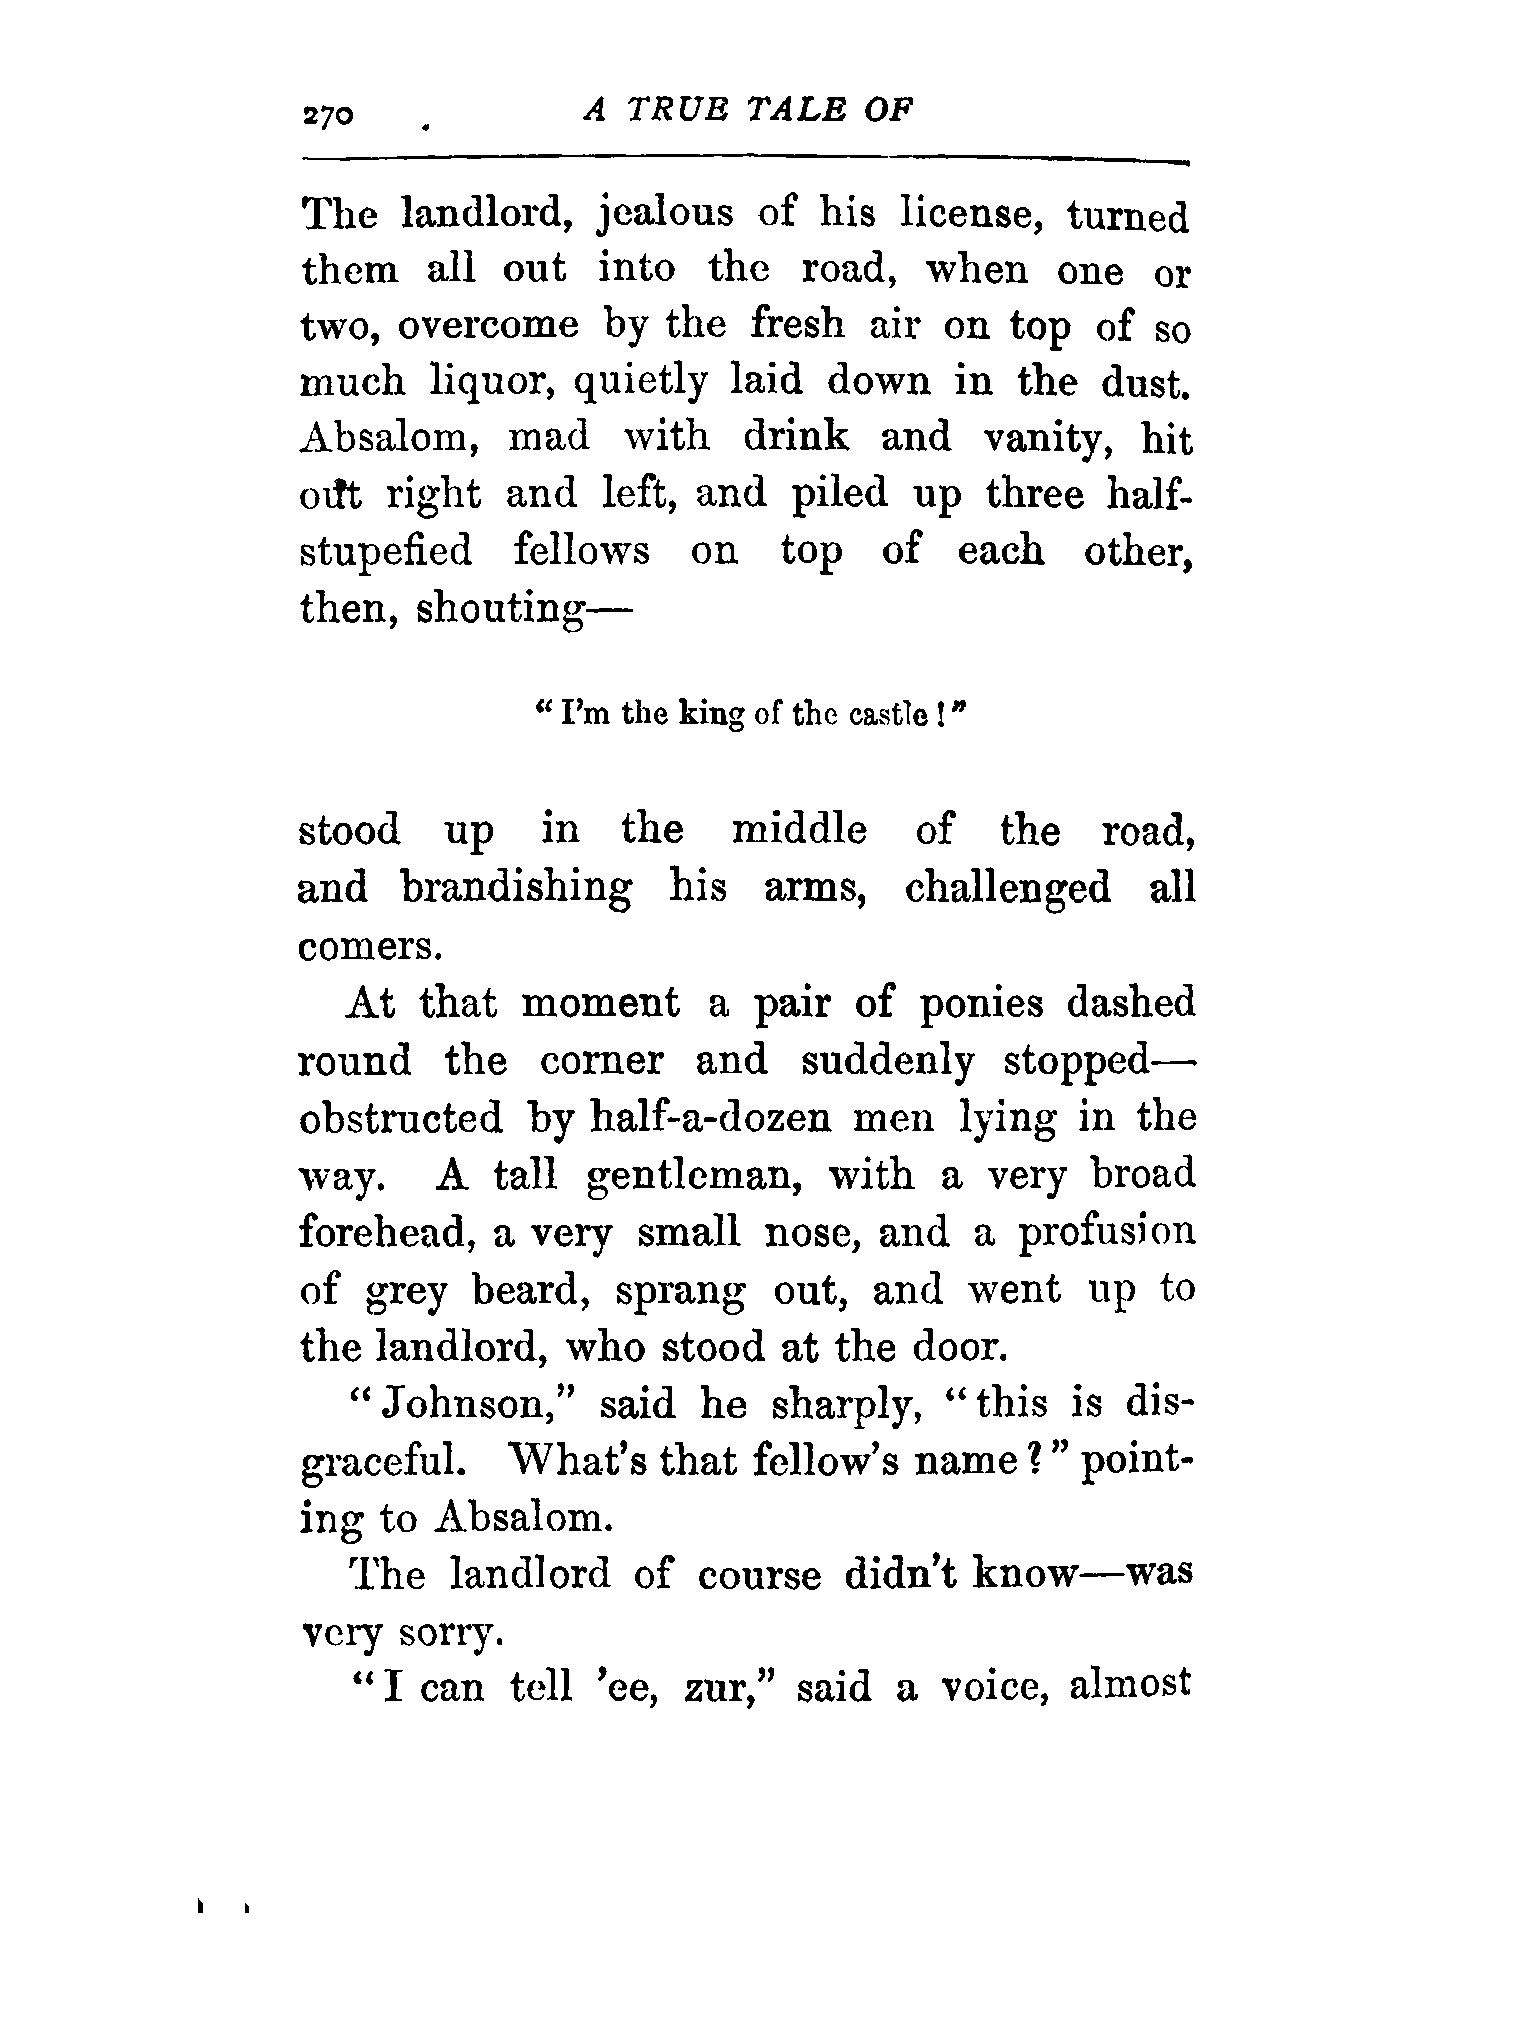 270 A TRUE TALE OF
The landlord, jealous of his license, turned
them all out into the road, when one or
two, overcome by the fresh air on top of so
much liquor, quietly laid down in the dust.
Absalom, mad with drink and vanity, hit
out right and left, and piled up three half-
stupefied fellows on top of each other,
then, shouting—
"I'm the king of the castle!"
stood up in the middle of the road,
and brandishing his arms, challenged all
comers.
At that moment a pair of ponies dashed
round the corner and suddenly stopped—
obstructed by half-a-dozen men lying in the
way. A tall gentleman, with a very broad
forehead, a very small nose, and a profusion
of grey beard, sprang out, and went up to
the landlord, who stood at the door.
"Johnson," said he sharply, "this is dis-
graceful. What's that fellow's name?" point-
ing to Absalom.
The landlord of course didn't know—was
very sorry.
"I can tell 'ee, zur," said a voice, almost